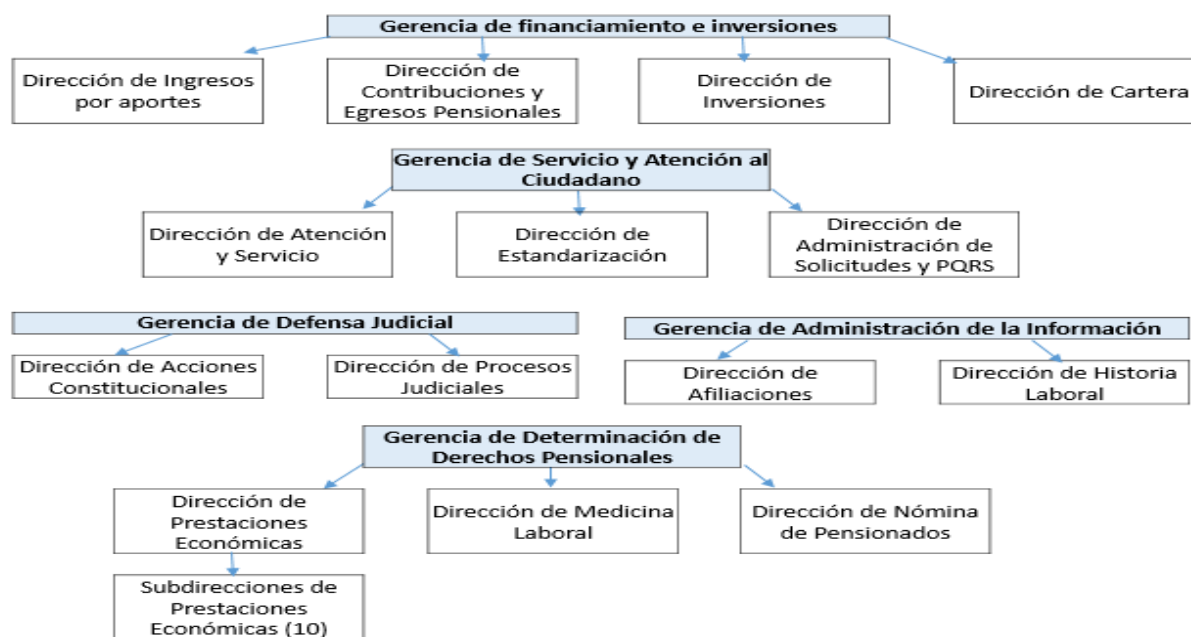 Gerencia de financiamiento e inversiones
Dirección de Ingresos
por aportes
Dirección de
Contribuciones y
Egresos Pensionales
Dirección de
Inversiones
Dirección de Cartera
Gerencia de Servicio y Atención al
Ciudadano
Dirección de Atención
y Servicio
Dirección de
Estandarización
Dirección de
Administración de
Solicitudes y PQRS
Gerencia de Defensa Judicial
Dirección de Acciones
Constitucionales
Dirección de Procesos
Judiciales
Gerencia de Administración de la Información
Dirección de
Afiliaciones
Dirección de Historia
Laboral
Gerencia de Determinación de
Derechos Pensionales
Dirección de
Prestaciones
Económicas
Dirección de Medicina
Laboral
Dirección de Nómina
de Pensionados
Subdirecciones de
Prestaciones
Económicas (10)